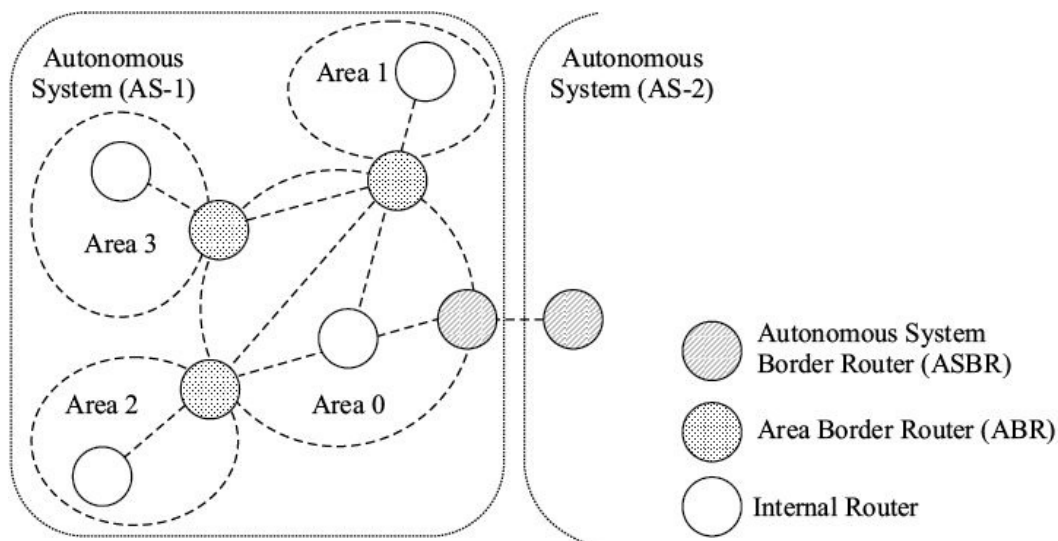 Autonomous
System (AS-1)
Area 1
Autonomous
System (AS-2)
Area 3
Area 2
Area 0
Autonomous System
Border Router (ASBR)
Area Border Router (ABR)
Internal Router